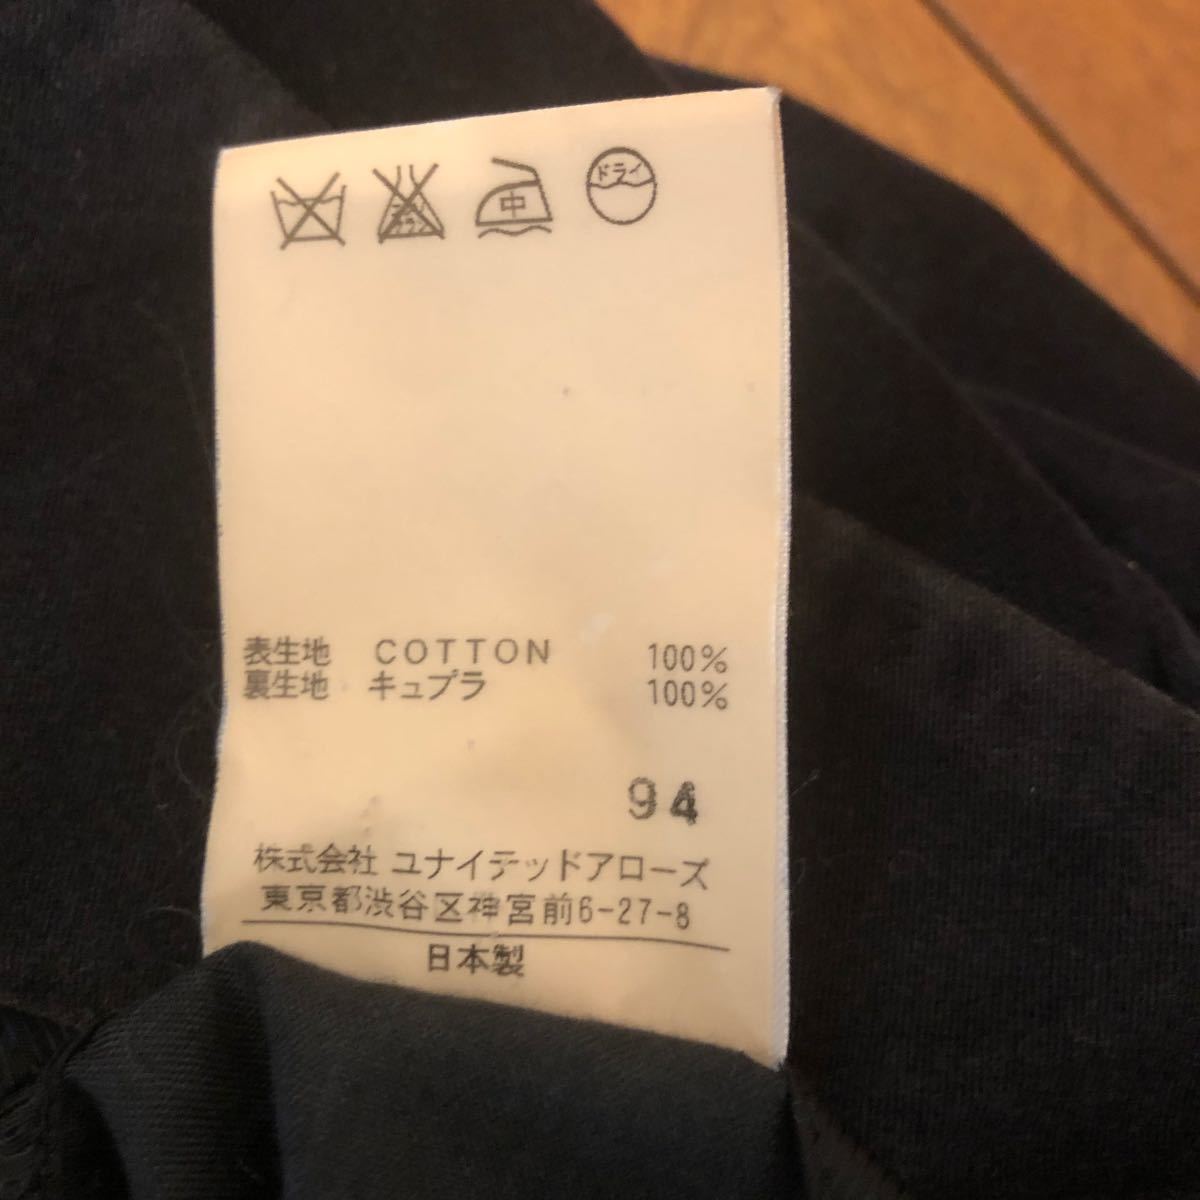 中 ドライ
表生地 COTTON 100%
裏生地 キュプラ 100%
94
株式会社 ユナイテッドアローズ
東京都渋谷区神宮前6-27-8
日本製